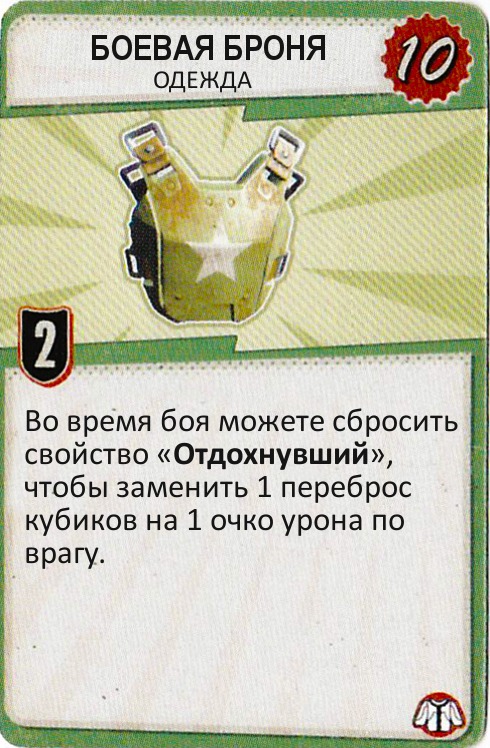 БОЕВАЯ БРОНЯ
ОДЕЖДА
10
2
Во время боя можете сбросить
свойство «Отдохнувший»,
чтобы заменить 1 переброс
кубиков на 1 очко урона по
врагу.